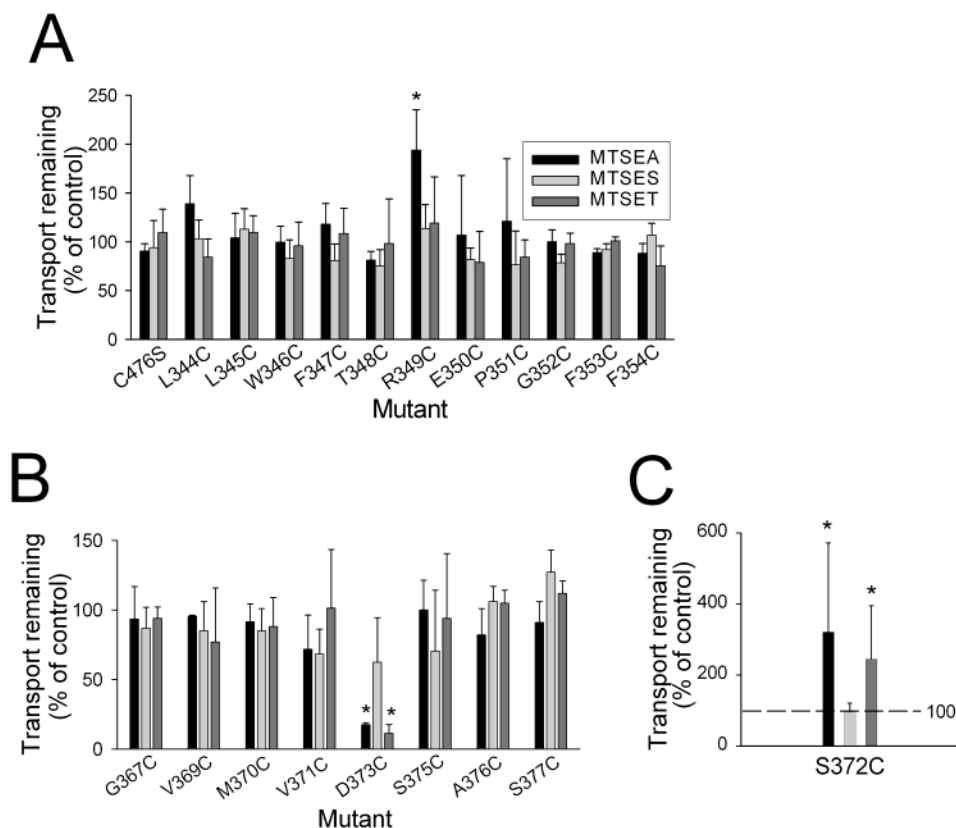 A
Transport remaining
(% of control)
250
200
150
100
50
0
*
MTSEA
MTSES
MTSET
C476S
L344C
L345C
W346C
F347C
T348C
R349C
E350C
P351C
G352C
F353C
F354C
Mutant
B
Transport remaining
(% of control)
150
100
50
0
*
*
G367C
V369C
M370C
V371C
D373C
S375C
A376C
S377C
Mutant
C
Transport remaining
(% of control)
600
400
200
0
*
*
100
S372C